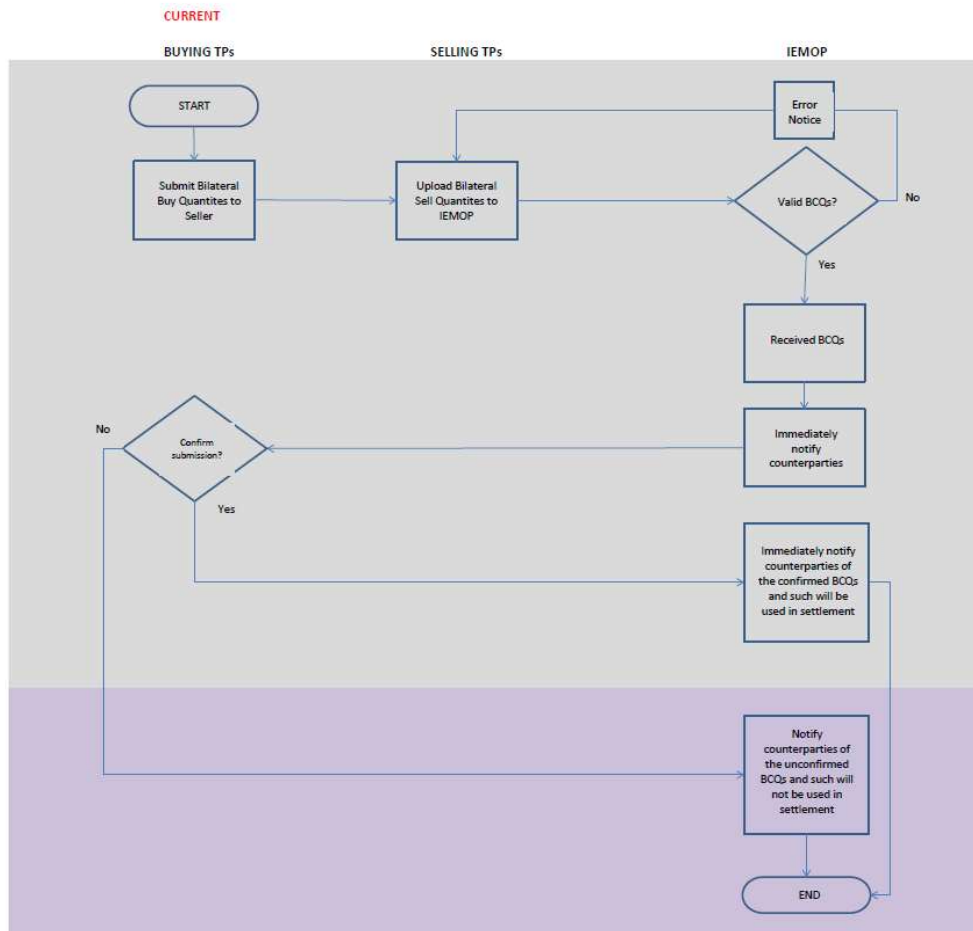 CURRENT
BUYING TPs
SELLING TPs
IEMOP
START
Error
Notice
Submit Bilateral
Buy Quantites to
Seller
Upload Bilateral
Sell Quantites to
IEMOP
Valid BCQs?
No
Yes
Received BCQs
No
Confirm
submission?
Immediately
notify
counterparties
Yes
Immediately notify
counterparties of
the confirmed BCQs
and such will be
used in settlement
Notify
counterparties of
the unconfirmed
BCQs and such will
not be used in
settlement
END